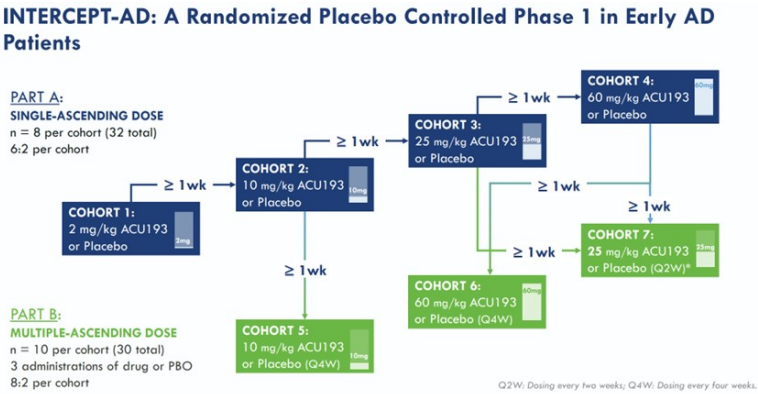 INTERCEPT-AD: A Randomized Placebo Controlled Phase 1 in Early AD
Patients
PART A:
SINGLE-ASCENDING DOSE
n = 8 per cohort (32 total)
6:2 per cohort
COHORT 1:
2 mg/kg ACU193
or Placebo
2mg
≥ 1wk
COHORT 2:
10 mg/kg ACU193
or Placebo
10mg
≥ 1wk
COHORT 3:
25 mg/kg ACU193
or Placebo
25mg
≥ 1wk
COHORT 4:
60 mg/kg ACU193
or Placebo
60mg
≥ 1wk
≥ 1wk
≥ 1wk
≥ 1wk
PART B:
MULTIPLE-ASCENDING DOSE
n = 10 per cohort (30 total)
3 administrations of drug or PBO
8:2 per cohort
COHORT 5:
10 mg/kg ACU193
or Placebo (Q4W)
10mg
COHORT 6:
60 mg/kg ACU193
or Placebo (Q4W)
60mg
COHORT 7:
25 mg/kg ACU193
or Placebo (Q2W)*
25mg
Q2W: Dosing every two weeks; Q4W: Dosing every four weeks.